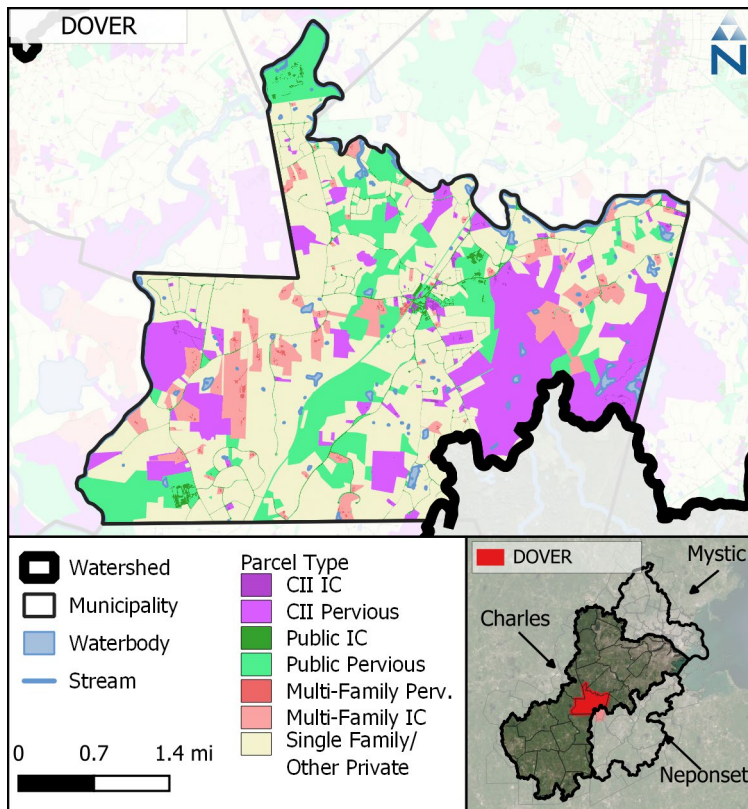 DOVER
N
Watershed
Municipality
Waterbody
Stream
0 0.7 1.4 mi
Parcel Type
CII IC
CII Pervious
Public IC
Public Pervious
Multi-Family Perv.
Multi-Family IC
Single Family/
Other Private
DOVER
Mystic
Charles
Neponset